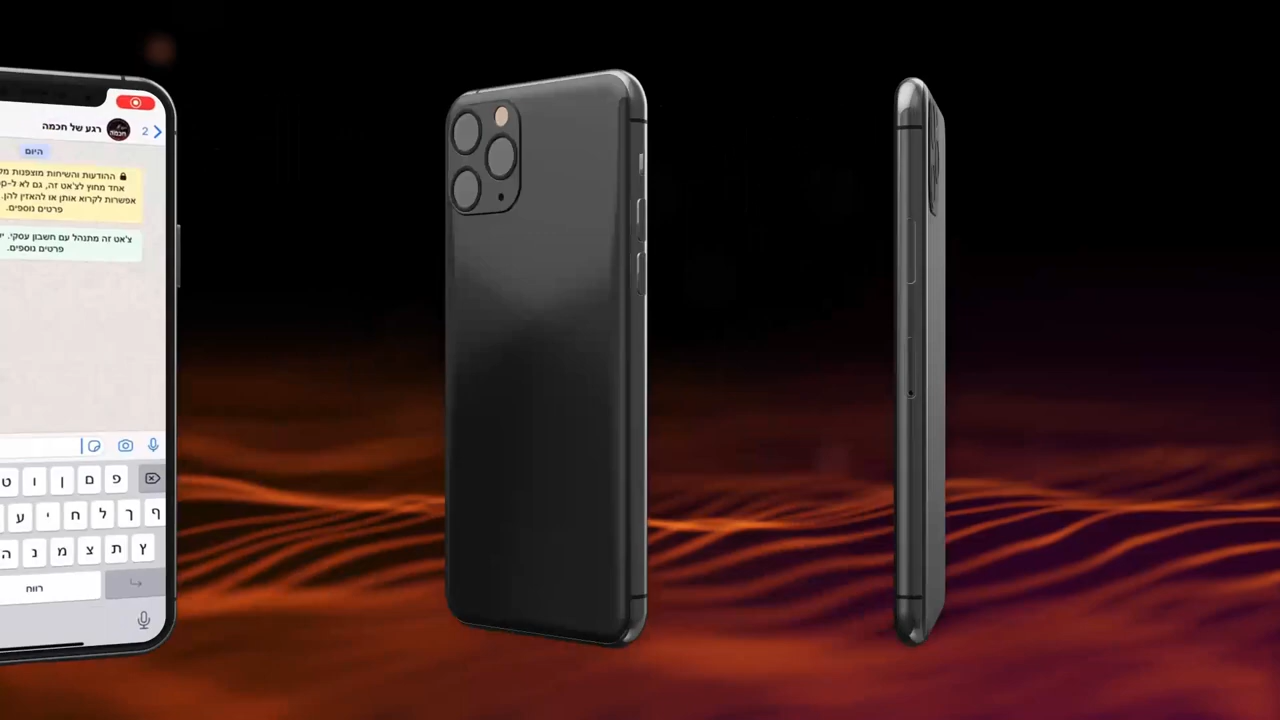 רגע של חכמה
2
היום
ההודעות והשיחות מוצפנות
אחד מחוץ לצ'אט זה, גם לא ל-
אפשרות לקרוא אותן או להאזין להן.
פרטים נוספים.
צ'אט זה מתנהל עם חשבון עסקי.
פרטים נוספים.
פ ם ן ו ט
ף ך ל ח י ע
ץ ת צ מ נ ה
רווח